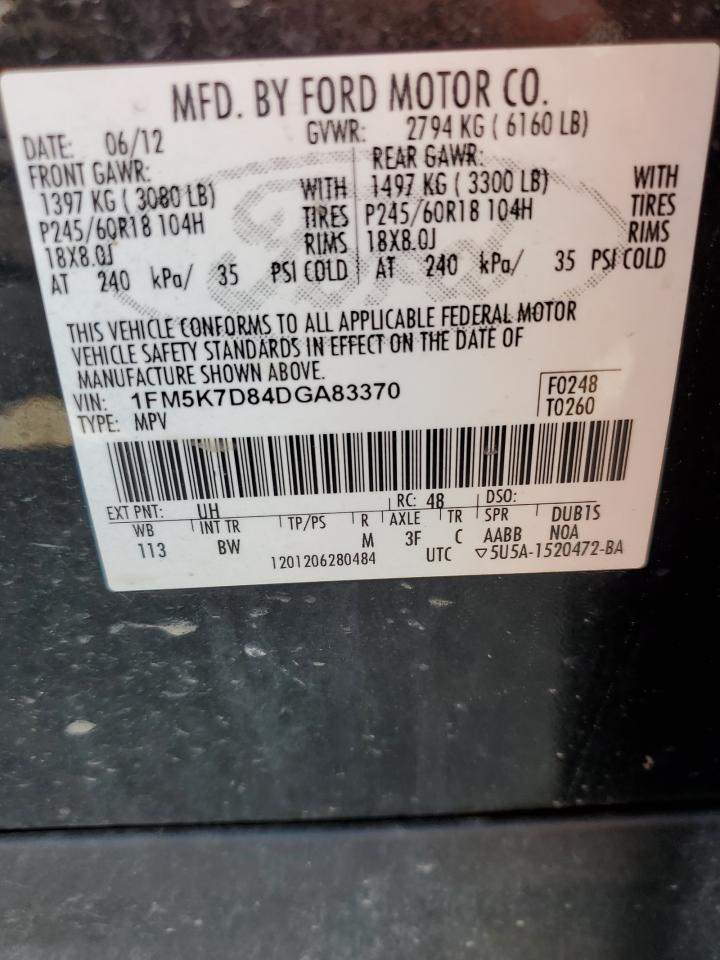 MFD. BY FORD MOTOR CO.
DATE: 06/12 GVWR: 2794 KG ( 6160 LB)
FRONT GAWR: REAR GAWR:
1397 KG ( 3080 LB) WITH 1497 KG ( 3300 LB) WITH
P245/60R18 104H TIRES P245/60R18 104H TIRES
18X8.0J RIMS 18X8.0J RIMS
AT 240 kPa/ 35 PSI COLD AT 240 kPa/ 35 PSI COLD
THIS VEHICLE CONFORMS TO ALL APPLICABLE FEDERAL MOTOR
VEHICLE SAFETY STANDARDS IN EFFECT ON THE DATE OF
MANUFACTURE SHOWN ABOVE.
VIN: 1FM5K7D84DGA83370 F0248
TYPE: MPV T0260
EXT PNT: UH RC: 48 DSO:
WB INT TR TP/PS R AXLE TR SPR DUB1S
113 BW M 3F C AABB NOA
1201206280484 UTC ▽5U5A-1520472-BA
Ford